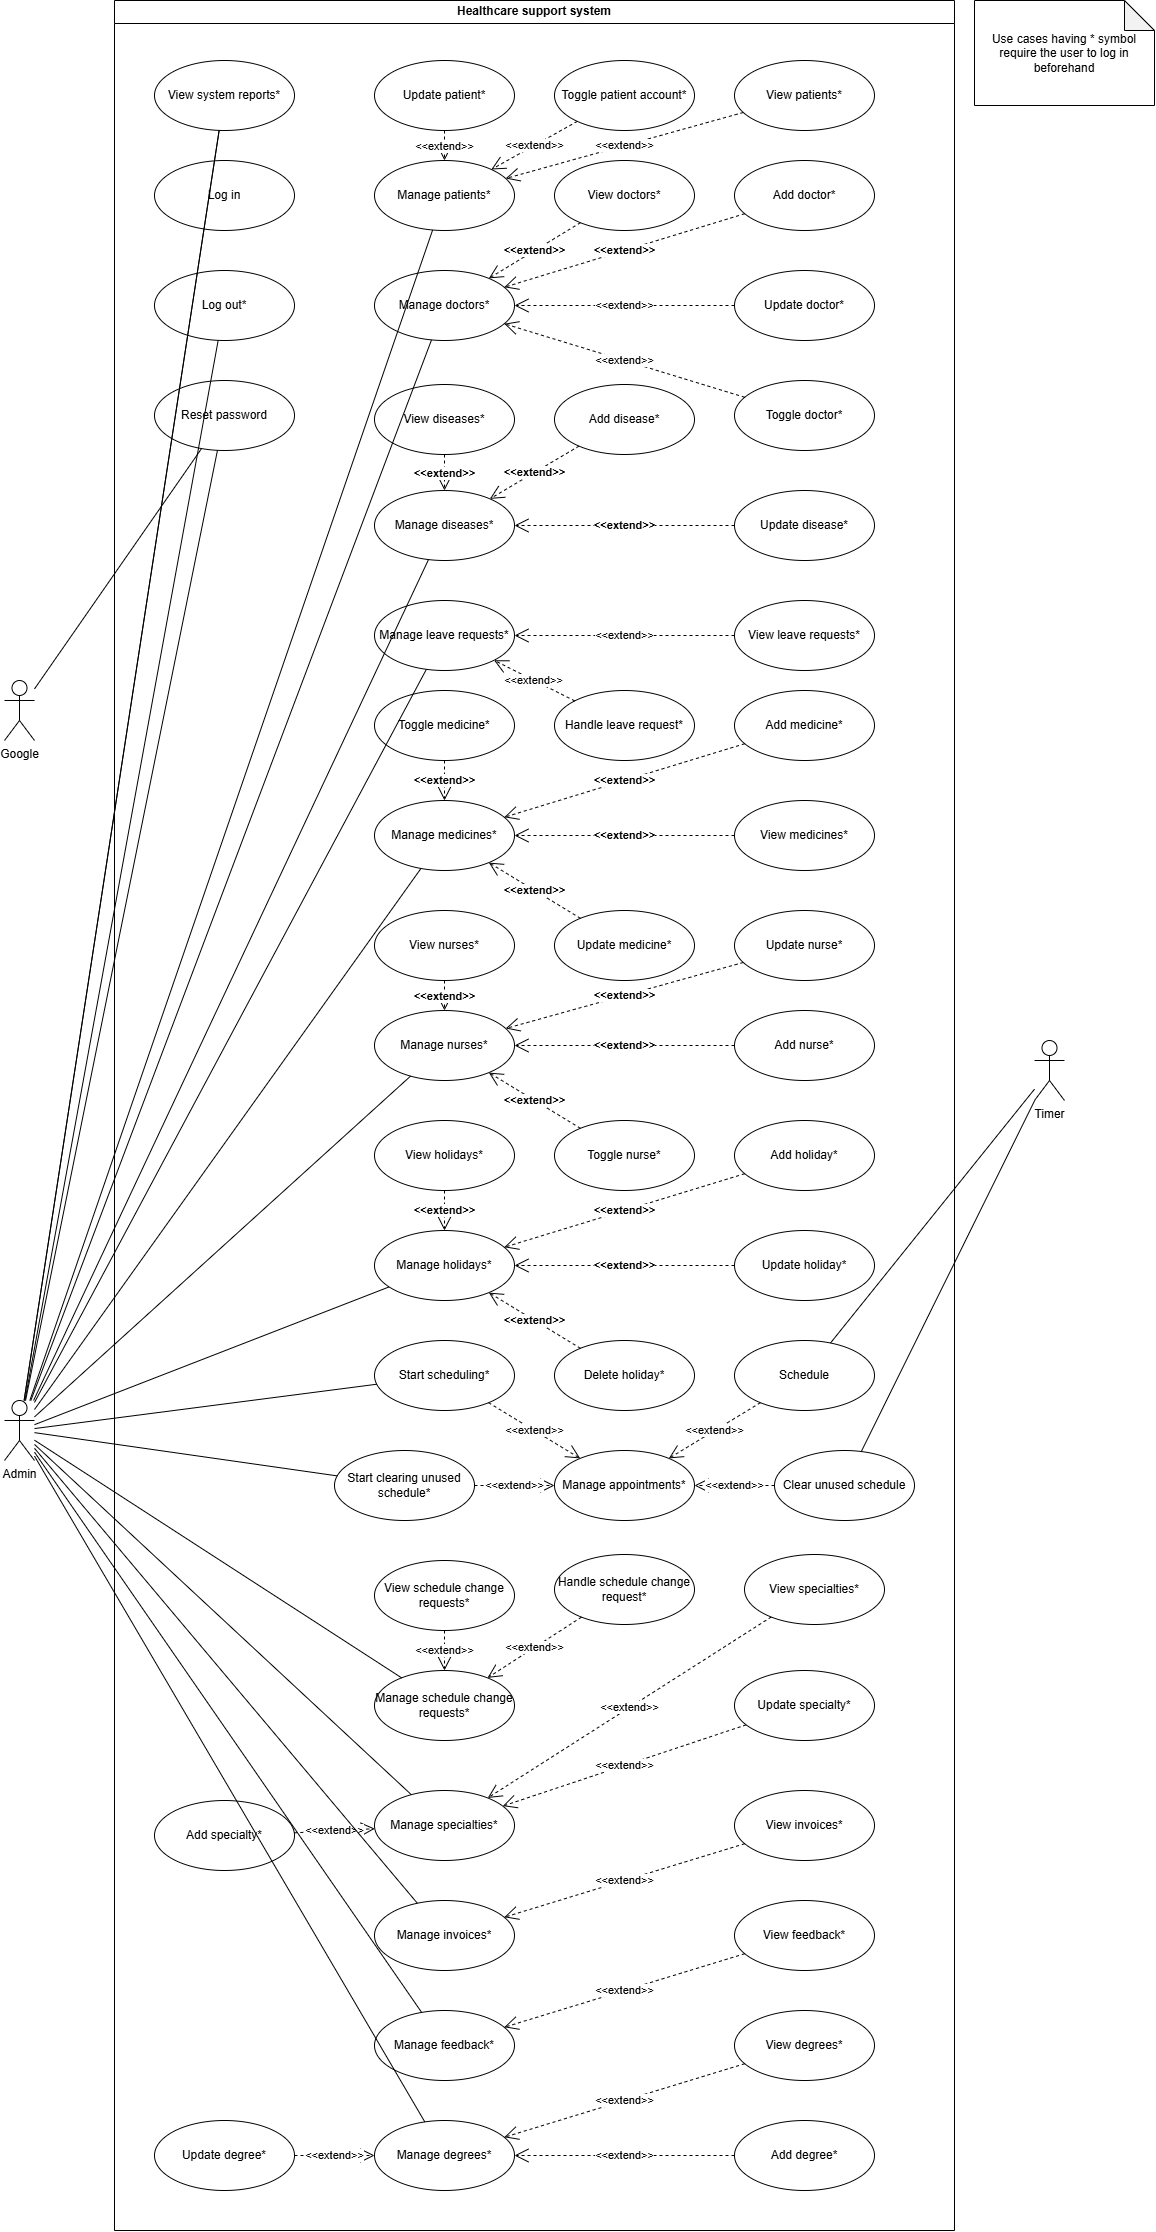 Healthcare support system
Use cases having * symbol
require the user to log in
beforehand
View system reports*
Update patient*
Toggle patient account*
View patients*
<<extend>>
<<extend>>
<<extend>>
Log in
Manage patients*
View doctors*
Add doctor*
<<extend>>
<<extend>>
Log out*
Manage doctors*
<<extend>>
Update doctor*
<<extend>>
Reset password
View diseases*
Add disease*
Toggle doctor*
<<extend>>
<<extend>>
Manage diseases*
<<extend>>
Update disease*
Manage leave requests*
<<extend>>
View leave requests*
<<extend>>
Google
Toggle medicine*
Handle leave request*
Add medicine*
<<extend>>
<<extend>>
Manage medicines*
<<extend>>
View medicines*
<<extend>>
View nurses*
Update medicine*
Update nurse*
<<extend>>
<<extend>>
Manage nurses*
<<extend>>
Add nurse*
<<extend>>
Timer
View holidays*
Toggle nurse*
Add holiday*
<<extend>>
<<extend>>
Manage holidays*
<<extend>>
Update holiday*
<<extend>>
Start scheduling*
Delete holiday*
Schedule
<<extend>>
<<extend>>
Admin
Start clearing unused
schedule*
<<extend>>
Manage appointments*
<<extend>>
Clear unused schedule
View schedule change
requests*
Handle schedule change
request*
View specialties*
<<extend>>
<<extend>>
Manage schedule change
requests*
<<extend>>
Update specialty*
<<extend>>
Add specialty*
<<extend>>
Manage specialties*
View invoices*
<<extend>>
Manage invoices*
View feedback*
<<extend>>
Manage feedback*
View degrees*
<<extend>>
Update degree*
<<extend>>
Manage degrees*
<<extend>>
Add degree*